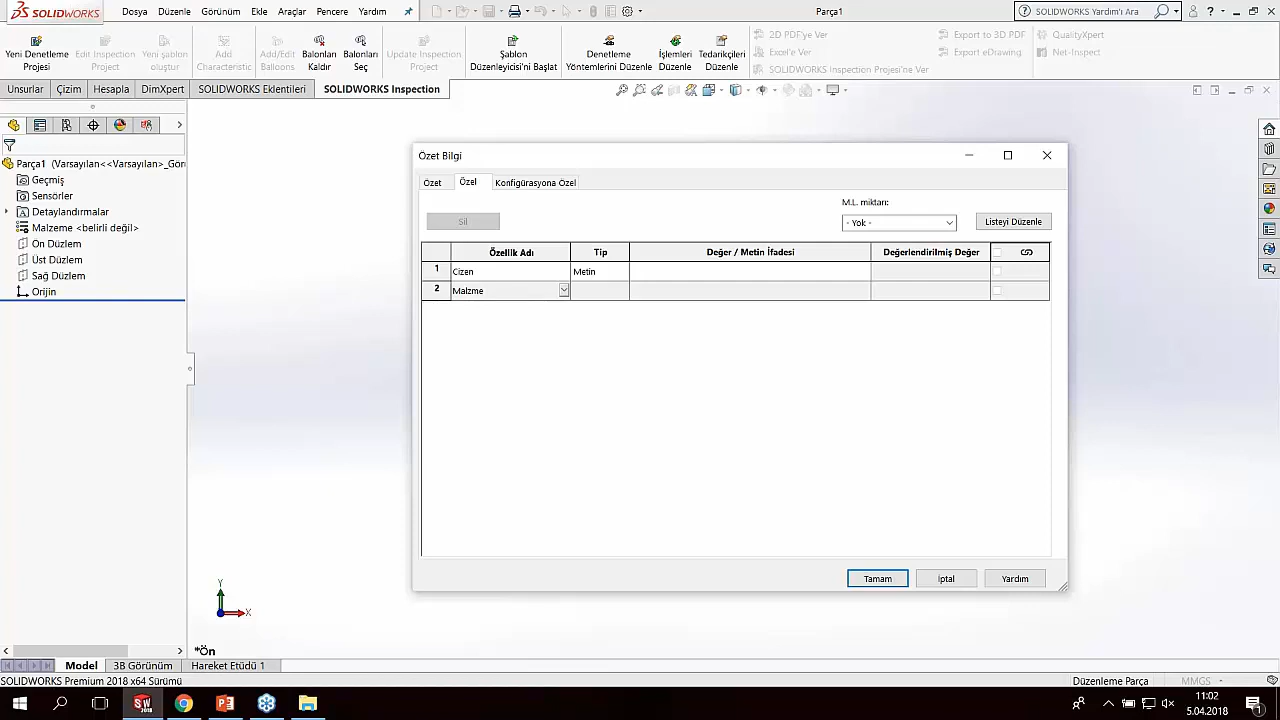 SOLIDWORKS Dosya Düzenle Görünüm Ekle Araçlar Pencere Yardım Parça1 SOLIDWORKS Yardım'ı Ara
Yeni Denetleme Projesi
Edit Inspection Project
Yeni şablon oluştur
Add Characteristic
Add/Edit Balloons
Balonları Kaldır
Balonları Seç
Update Inspection Project
Şablon Düzenleyicisi'ni Başlat
Denetleme Yöntemlerini Düzenle
İşlemleri Düzenle
Tedarikçileri Düzenle
2D PDF'ye Ver
Excel'e Ver
SOLIDWORKS Inspection Projesi'ne Ver
Export to 3D PDF
Export eDrawing
QualityXpert
Net-Inspect
Unsurlar Çizim Hesapla DimXpert SOLIDWORKS Eklentileri SOLIDWORKS Inspection
Parça1 (Varsayılan<<Varsayılan>_Görü
Geçmiş
Sensörler
Detaylandırmalar
Malzeme <belirli değil>
Ön Düzlem
Üst Düzlem
Sağ Düzlem
Orijin
Özet Bilgi
Özet Özel Konfigürasyona Özel
M.L. miktarı:
Sil - Yok - Listeyi Düzenle
Özellik Adı Tip Değer / Metin İfadesi Değerlendirilmiş Değer
1 Cizen Metin
2 Malzme
Tamam İptal Yardım
Y
X
*Ön
Model 3B Görünüm Hareket Etüdü 1
SOLIDWORKS Premium 2018 x64 Sürümü Düzenleme Parça MMGS
11:02
5.04.2018